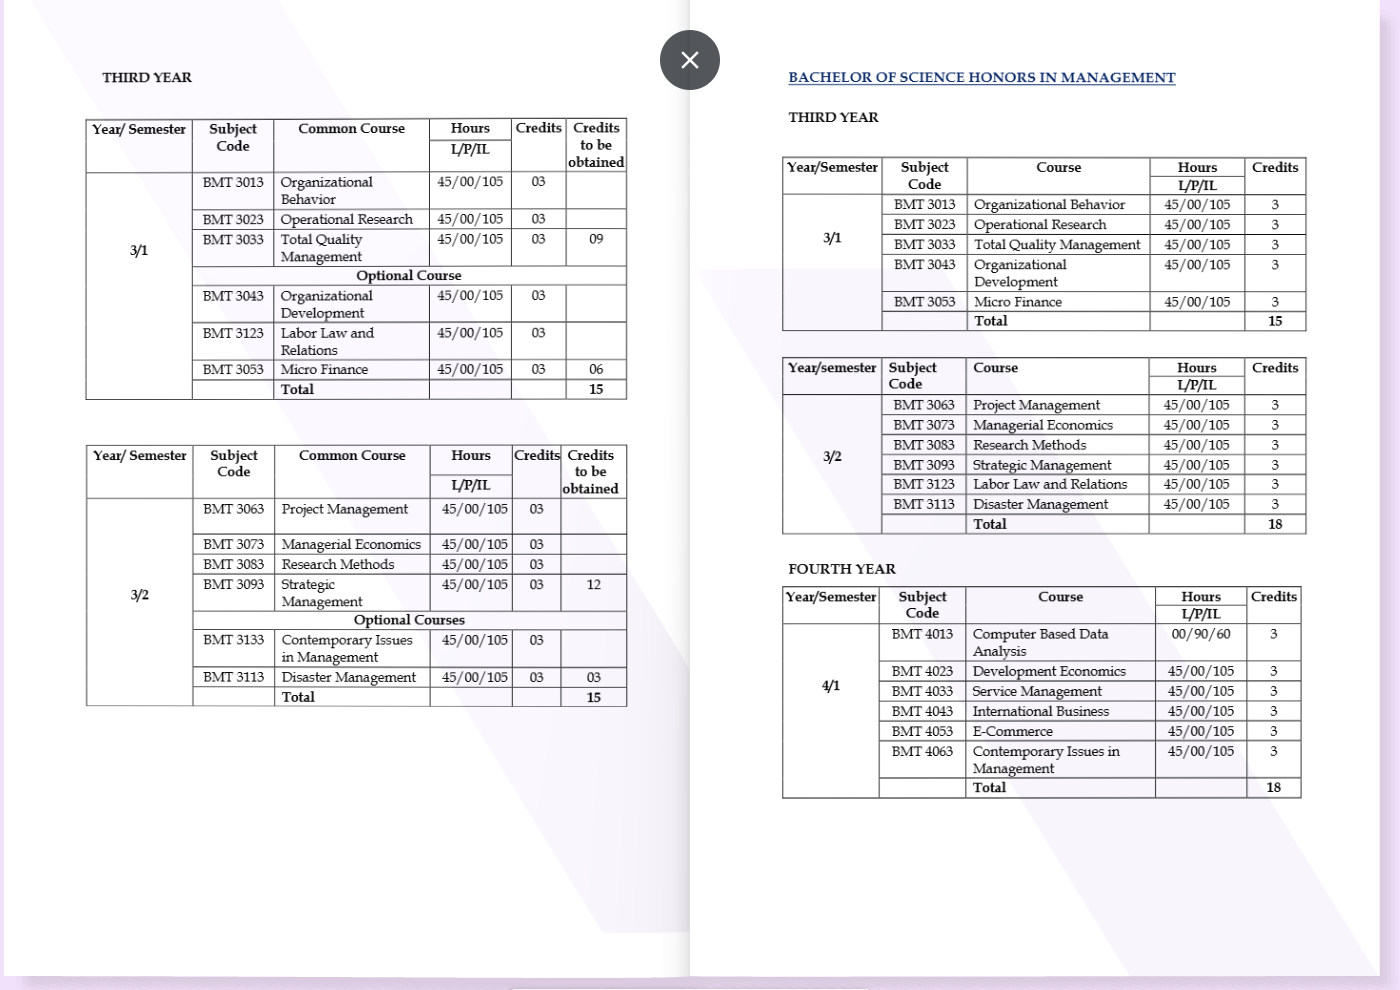 THIRD YEAR
Year/ Semester Subject Code Common Course Hours L/P/IL Credits Credits to be obtained
3/1
BMT 3013 Organizational Behavior 45/00/105 03
BMT 3023 Operational Research 45/00/105 03
BMT 3033 Total Quality Management 45/00/105 03 09
Optional Course
BMT 3043 Organizational Development 45/00/105 03
BMT 3123 Labor Law and Relations 45/00/105 03
BMT 3053 Micro Finance 45/00/105 03 06
Total 15
Year/ Semester Subject Code Common Course Hours L/P/IL Credits Credits to be obtained
3/2
BMT 3063 Project Management 45/00/105 03
BMT 3073 Managerial Economics 45/00/105 03
BMT 3083 Research Methods 45/00/105 03
BMT 3093 Strategic Management 45/00/105 03 12
Optional Courses
BMT 3133 Contemporary Issues in Management 45/00/105 03
BMT 3113 Disaster Management 45/00/105 03 03
Total 15
BACHELOR OF SCIENCE HONORS IN MANAGEMENT
THIRD YEAR
Year/Semester Subject Code Course Hours L/P/IL Credits
3/1
BMT 3013 Organizational Behavior 45/00/105 3
BMT 3023 Operational Research 45/00/105 3
BMT 3033 Total Quality Management 45/00/105 3
BMT 3043 Organizational Development 45/00/105 3
BMT 3053 Micro Finance 45/00/105 3
Total 15
Year/semester Subject Code Course Hours L/P/IL Credits
3/2
BMT 3063 Project Management 45/00/105 3
BMT 3073 Managerial Economics 45/00/105 3
BMT 3083 Research Methods 45/00/105 3
BMT 3093 Strategic Management 45/00/105 3
BMT 3123 Labor Law and Relations 45/00/105 3
BMT 3113 Disaster Management 45/00/105 3
Total 18
FOURTH YEAR
Year/Semester Subject Code Course Hours L/P/IL Credits
4/1
BMT 4013 Computer Based Data Analysis 00/90/60 3
BMT 4023 Development Economics 45/00/105 3
BMT 4033 Service Management 45/00/105 3
BMT 4043 International Business 45/00/105 3
BMT 4053 E-Commerce 45/00/105 3
BMT 4063 Contemporary Issues in Management 45/00/105 3
Total 18